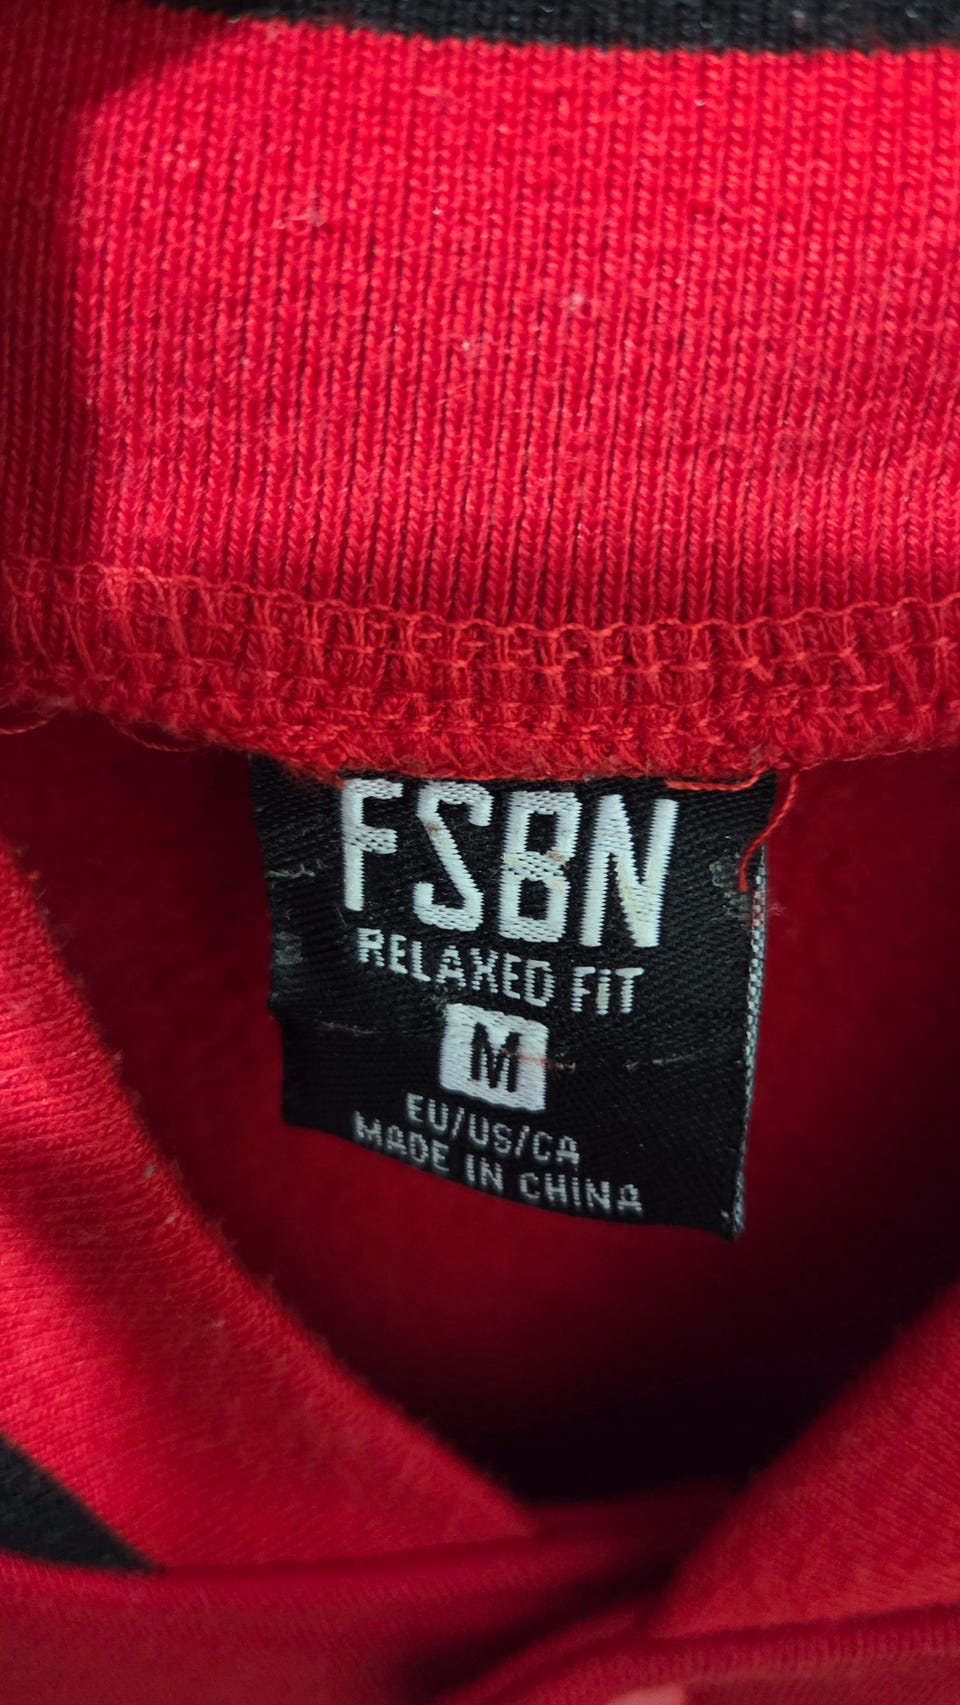 FSBN
RELAXED FIT
M
EU/US/CA
MADE IN CHINA